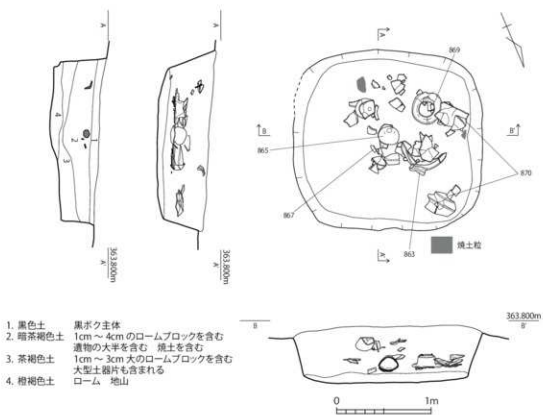 A
A
A
869
4
3
2
1
B
B'
865
870
867
863
焼土粒
A'
A'
A'
363.800m
363.800m
1. 黒色土 黒ボク主体
2. 暗茶褐色土 1cm ~ 4cm のロームブロックを含む
遺物の大半を含む 焼土を含む
3. 茶褐色土 1cm ~ 3cm 大のロームブロックを含む
大型土器片も含まれる
4. 橙褐色土 ローム 地山
B
363.800m
B'
0 1m